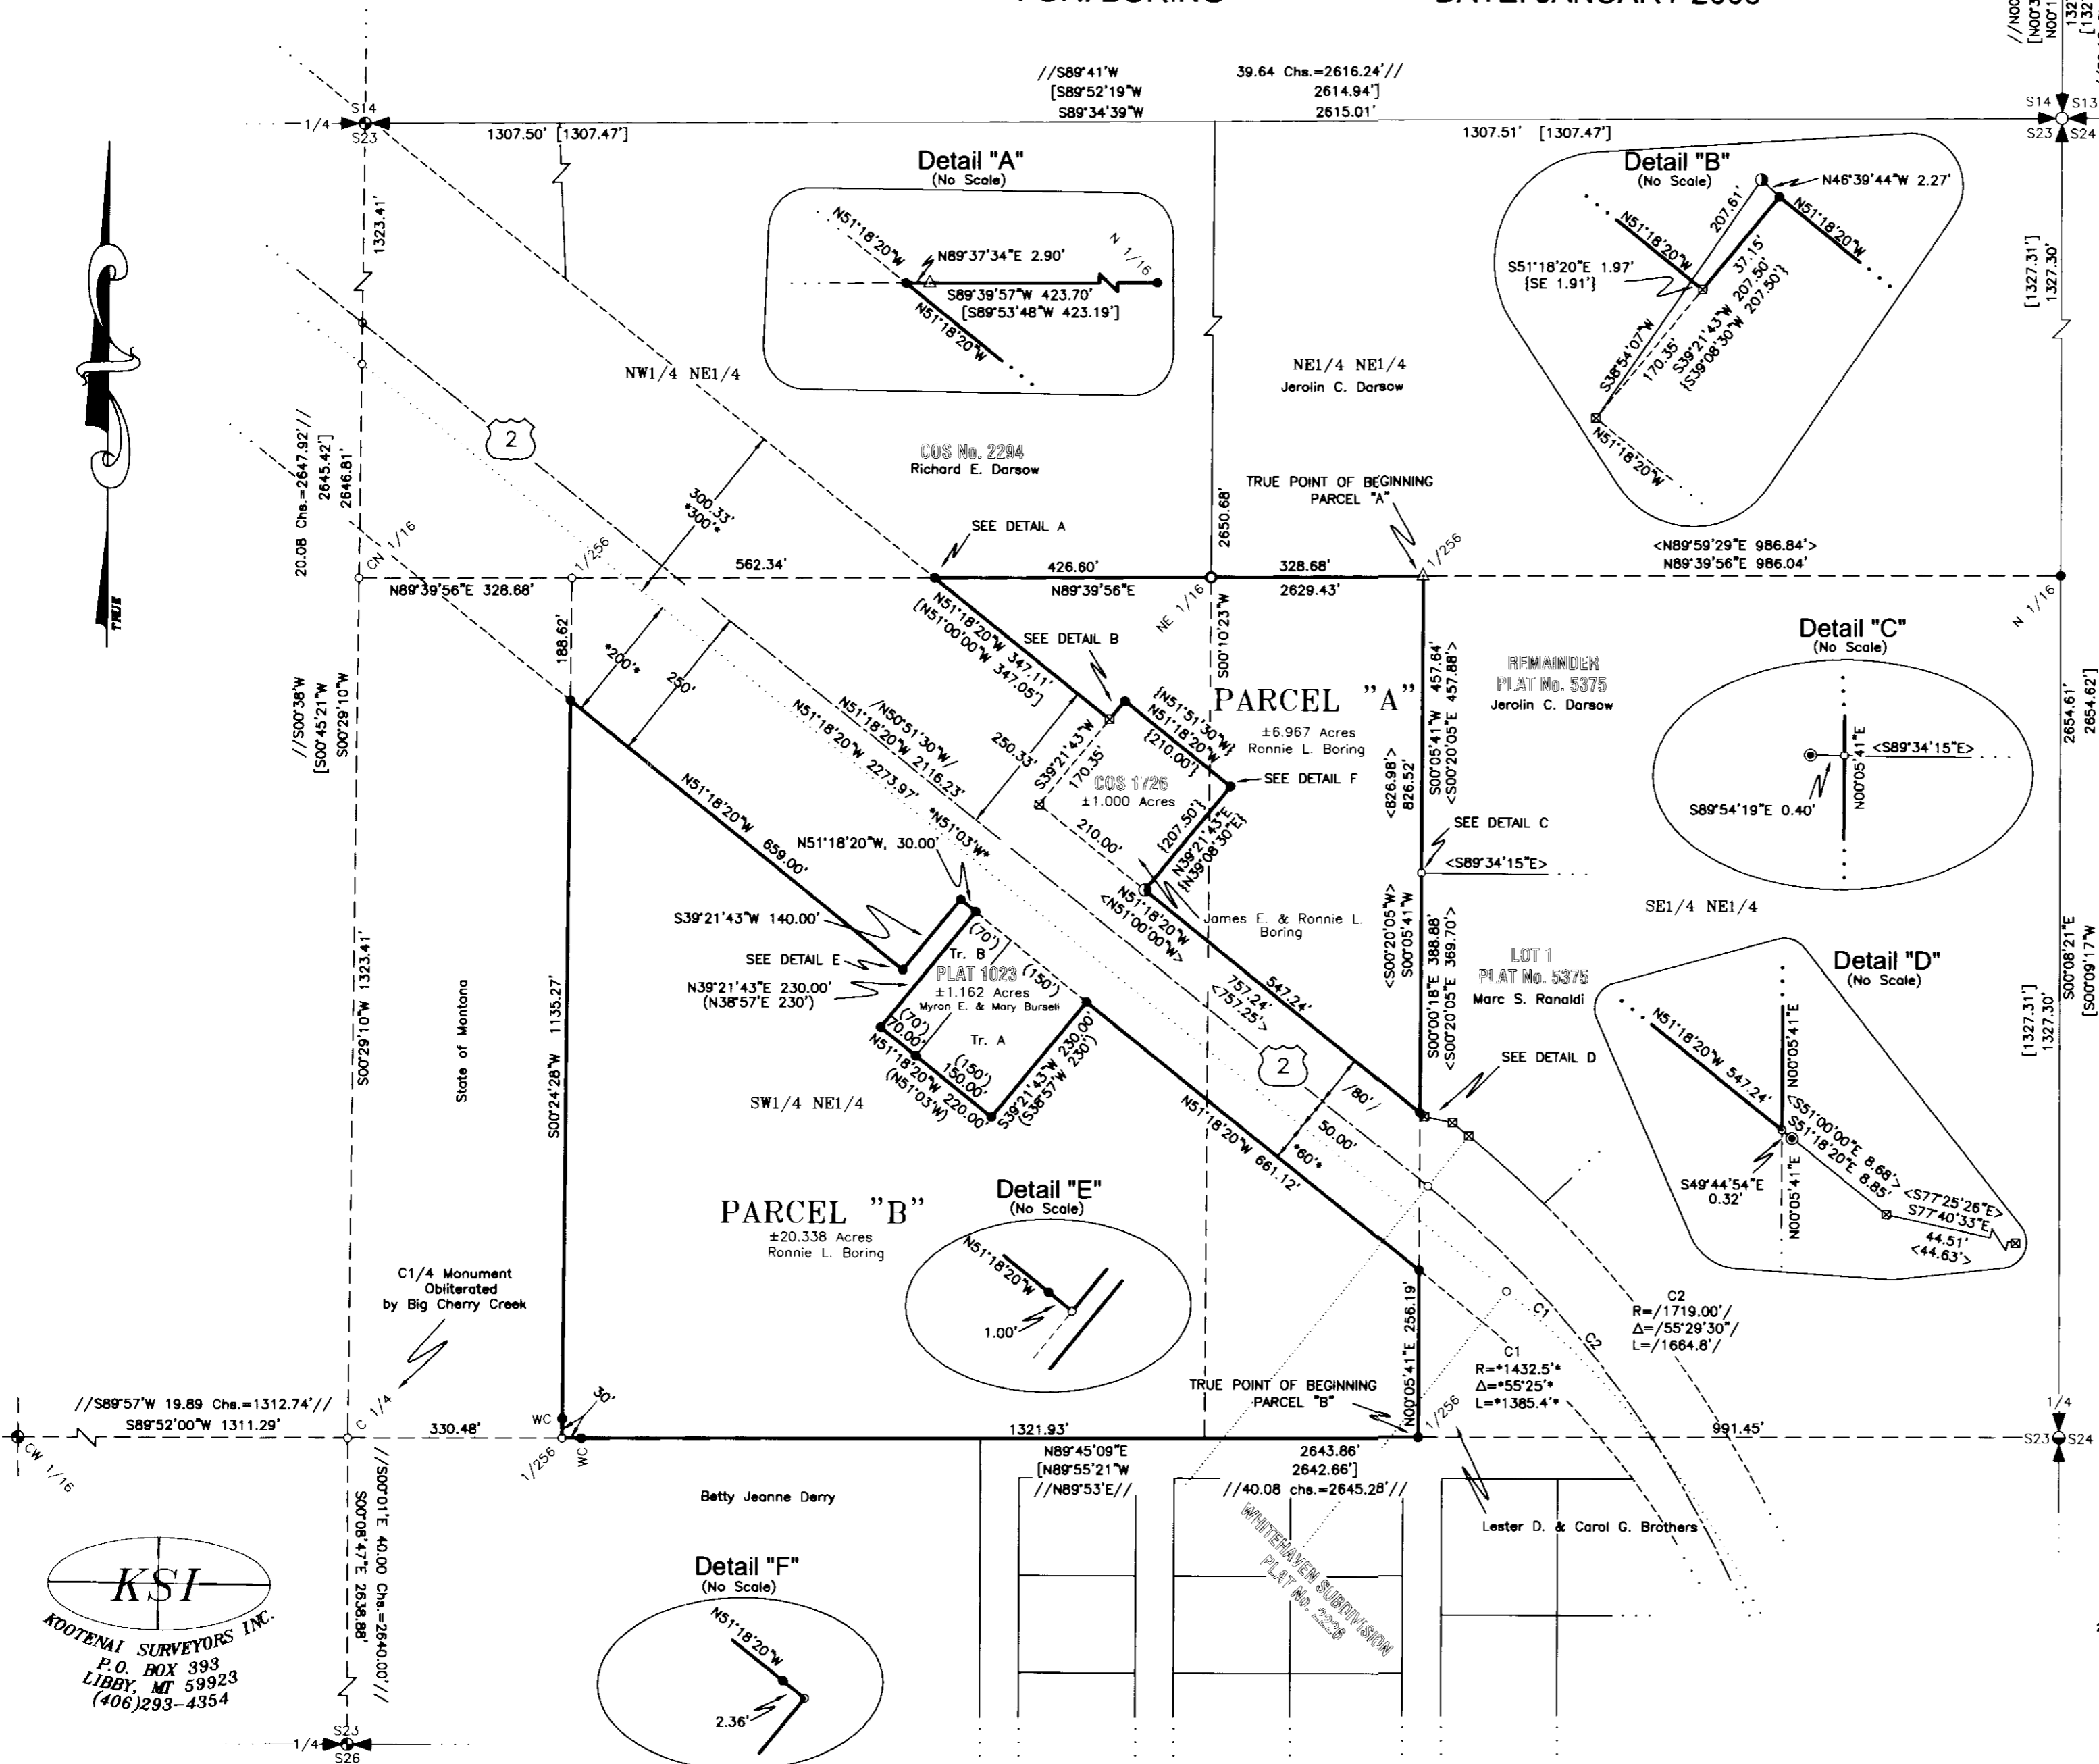 //S89°41'W 39.64 Chs.=2616.24'//
[S89°52'19"W 2614.94']
S89°34'39"W 2615.01'
S14
1/4
S23
1307.50' [1307.47']
1307.51' [1307.47']
S14 S13
S23 S24
Detail "A"
(No Scale)
N51°18'20"W
N89°37'34"E 2.90'
N 1/16
S89°39'57"W 423.70'
[S89°53'48"W 423.19']
N51°18'20"W
Detail "B"
(No Scale)
N46°39'44"W 2.27'
207.61'
N51°18'20"W
N51°18'20"W
S51°18'20"E 1.97'
{SE 1.91'}
37.15'
S39°21'43"W 207.50'
{S39°08'30"W 207.50'}
S38°54'07"W
170.35'
N51°18'20"W
1323.41'
[1327.31']
1327.30'
NW1/4 NE1/4
NE1/4 NE1/4
Jerolin C. Darsow
2
COS No. 2294
Richard E. Darsow
TRUE POINT OF BEGINNING
PARCEL "A"
20.08 Chs.=2647.92'//
2645.42']
2646.81'
300.33'
*300'*
SEE DETAIL A
2650.68'
1/256
<N89°59'29"E 986.84'>
N89°39'56"E 986.04'
CN 1/16
1/256
562.34'
426.60'
328.68'
N89°39'56"E 328.68'
N89°39'56"E
2629.43'
TRUE
NE 1/16
N 1/16
188.62'
*200'*
250'
N51°18'20"W 347.11'
[N51°00'00"W 347.05']
SEE DETAIL B
S00°10'23"W
457.64'
S00°05'41"W
<S00°20'05"E 457.88'>
REMAINDER
PLAT No. 5375
Jerolin C. Darsow
Detail "C"
(No Scale)
N00°05'41"E
<S89°34'15"E>
S89°54'19"E 0.40'
//S00°38'W
[S00°45'21"W
S00°29'10"W
PARCEL "A"
±6.967 Acres
Ronnie L. Boring
{N51°51'30"W}
N51°18'20"W
{210.00'}
SEE DETAIL F
/N50°51'30"W/
N51°18'20"W 2116.23'
N51°18'20"W 2273.97'
*N51°03'W*
250.33'
S39°21'43"W
170.35'
COS 1726
±1.000 Acres
210.00'
{207.50'}
N39°21'43"E
{N39°08'30"E}
<826.98'>
826.52'
SEE DETAIL C
<S89°34'15"E>
2654.61'
2654.62']
N51°18'20"W 659.00'
N51°18'20"W, 30.00'
S39°21'43"W 140.00'
SEE DETAIL E
N39°21'43"E 230.00'
(N38°57'E 230')
(70')
Tr. B
PLAT 1023
±1.162 Acres
Myron E. & Mary Bursell
(150')
Tr. A
(70')
70.00'
(150')
150.00'
N51°18'20"W 220.00'
(N51°03'W)
S39°21'43"W 230.00'
(S38°57'W 230')
N51°18'20"W
<N51°00'00"W>
James E. & Ronnie L.
Boring
547.24'
757.24'
<757.25'>
<S00°20'05"W>
S00°05'41"W
S00°00'18"E 388.88'
<S00°20'05"E 369.70'>
SE1/4 NE1/4
LOT 1
PLAT No. 5375
Marc S. Ranaldi
SEE DETAIL D
Detail "D"
(No Scale)
N51°18'20"W 547.24'
N00°05'41"E
<S51°00'00"E 8.68'>
S51°18'20"E 8.85'
S49°44'54"E
0.32'
N00°05'41"E
<S77°25'26"E>
S77°40'33"E
44.51'
<44.63'>
S00°08'21"E
[S00°09'17"W
[1327.31']
1327.30'
S00°29'10"W 1323.41'
State of Montana
S00°24'28"W 1135.27'
SW1/4 NE1/4
2
/80'/
50.00'
*60'*
N51°18'20"W 661.12'
PARCEL "B"
±20.338 Acres
Ronnie L. Boring
Detail "E"
(No Scale)
N51°18'20"W
1.00'
C1/4 Monument
Obliterated
by Big Cherry Creek
N00°05'41"E 256.19'
C1
C2
C2
R=/1719.00'/
Δ=/55°29'30"/
L=/1664.8'/
C1
R=*1432.5'*
Δ=*55°25'*
L=*1385.4'*
TRUE POINT OF BEGINNING
PARCEL "B"
1/256
//S89°57'W 19.89 Chs.=1312.74'//
S89°52'00"W 1311.29'
CW 1/16
C 1/4
330.48'
WC
30'
1/256
WC
1321.93'
N89°45'09"E 2643.86'
[N89°55'21"W 2642.66']
//N89°53'E// //40.08 chs.=2645.28'//
991.45'
1/4
S23 S24
Betty Jeanne Derry
Lester D. & Carol G. Brothers
WHITEHAVEN SUBDIVISION
PLAT No. 2226
//S00°01'E 40.00 Chs.=2640.00'//
S00°08'47"E 2638.88'
KSI
KOOTENAI SURVEYORS INC.
P.O. BOX 393
LIBBY, MT 59923
(406)293-4354
Detail "F"
(No Scale)
N51°18'20"W
2.36'
S23
1/4
S26